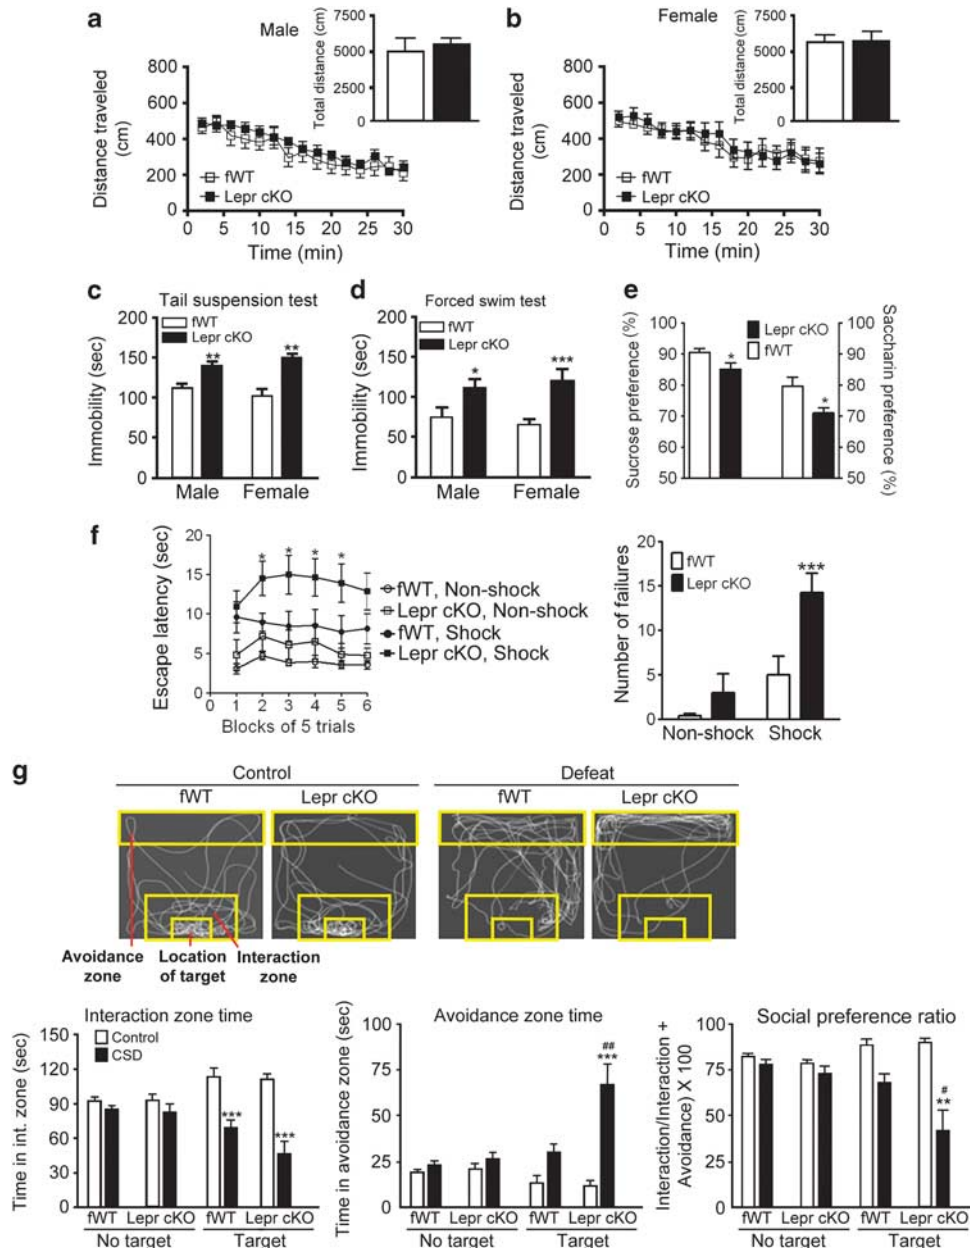 a
Male
Total distance (cm)
7500
5000
2500
0
Distance traveled
(cm)
800
600
400
200
0
fWT
Lepr cKO
0 5 10 15 20 25 30
Time (min)
b
Female
Total distance (cm)
7500
5000
2500
0
Distance traveled
(cm)
800
600
400
200
0
fWT
Lepr cKO
0 5 10 15 20 25 30
Time (min)
c
Tail suspension test
Immobility (sec)
200
150
100
50
0
fWT
Lepr cKO
** **
Male Female
d
Forced swim test
Immobility (sec)
200
150
100
50
0
fWT
Lepr cKO
* ***
Male Female
e
Sucrose preference (%)
100
90
80
70
60
50
Lepr cKO
fWT
* *
100
90
80
70
60
50
Saccharin preference (%)
f
Escape latency (sec)
20
15
10
5
0
* * * *
1 2 3 4 5 6
Blocks of 5 trials
fWT, Non-shock
Lepr cKO, Non-shock
fWT, Shock
Lepr cKO, Shock
Number of failures
20
15
10
5
0
fWT
Lepr cKO
***
Non-shock Shock
g
Control Defeat
fWT Lepr cKO fWT Lepr cKO
Avoidance zone
Location of target
Interaction zone
Interaction zone time
Time in int. zone (sec)
150
120
90
60
30
0
Control
CSD
*** ***
fWT Lepr cKO fWT Lepr cKO
No target Target
Avoidance zone time
Time in avoidance zone (sec)
100
75
50
25
0
##
***
fWT Lepr cKO fWT Lepr cKO
No target Target
Social preference ratio
Interaction/Interaction +
Avoidance) X 100
100
75
50
25
0
#
**
fWT Lepr cKO fWT Lepr cKO
No target Target